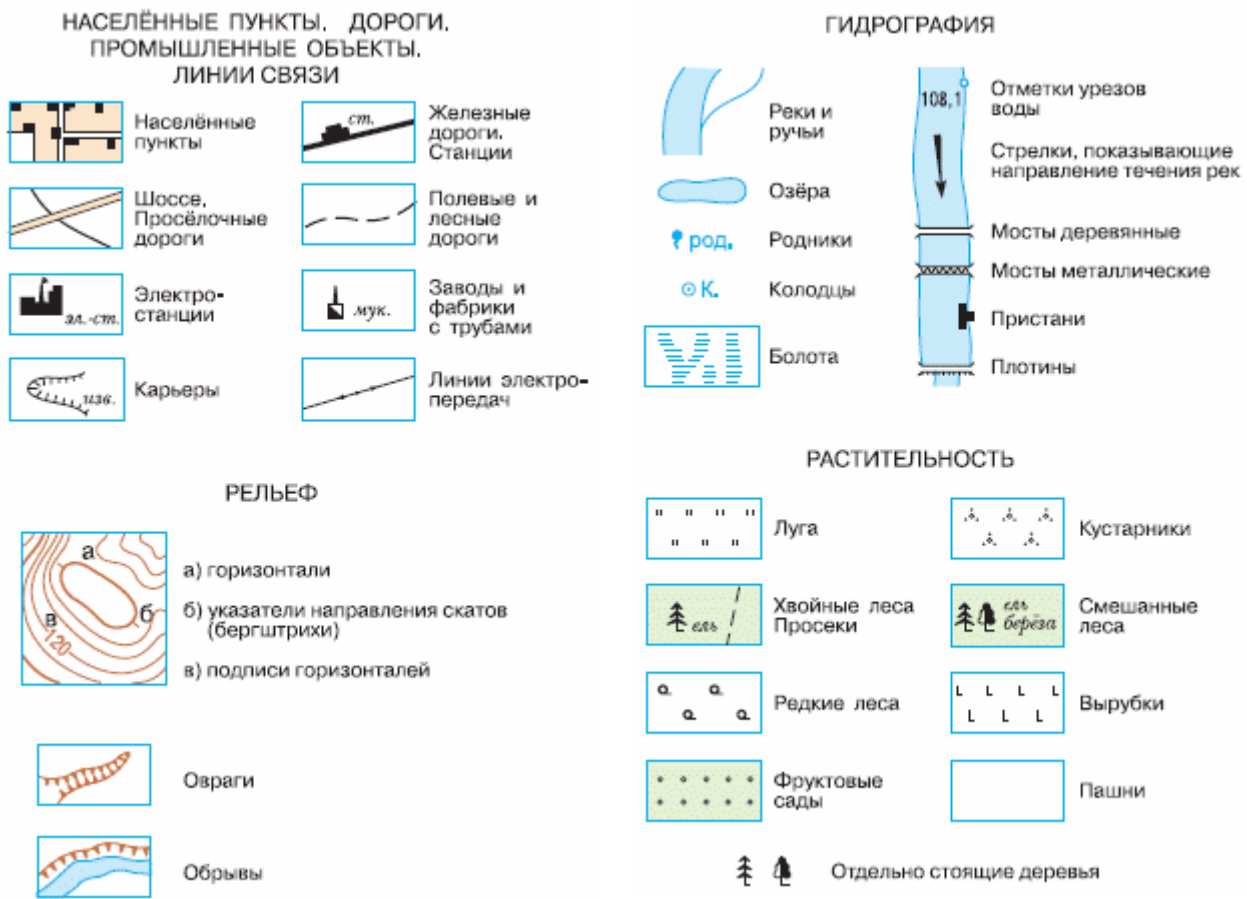 НАСЕЛЁННЫЕ ПУНКТЫ, ДОРОГИ,
ПРОМЫШЛЕННЫЕ ОБЪЕКТЫ,
ЛИНИИ СВЯЗИ
Населённые
пункты
ст.
Железные
дороги.
Станции
Шоссе.
Просёлочные
дороги
Полевые и
лесные
дороги
эл.-ст.
Электро-
станции
мук.
Заводы и
фабрики
с трубами
изв.
Карьеры
Линии электро-
передач
РЕЛЬЕФ
а
б
в
120
а) горизонтали
б) указатели направления скатов
(бергштрихи)
в) подписи горизонталей
Овраги
Обрывы
ГИДРОГРАФИЯ
Реки и
ручьи
Озёра
род.
Родники
К.
Колодцы
Болота
108,1
Отметки урезов
воды
Стрелки, показывающие
направление течения рек
Мосты деревянные
Мосты металлические
Пристани
Плотины
РАСТИТЕЛЬНОСТЬ
Луга
Кустарники
ель
Хвойные леса
Просеки
ель
берёза
Смешанные
леса
Редкие леса
Вырубки
Фруктовые
сады
Пашни
Отдельно стоящие деревья